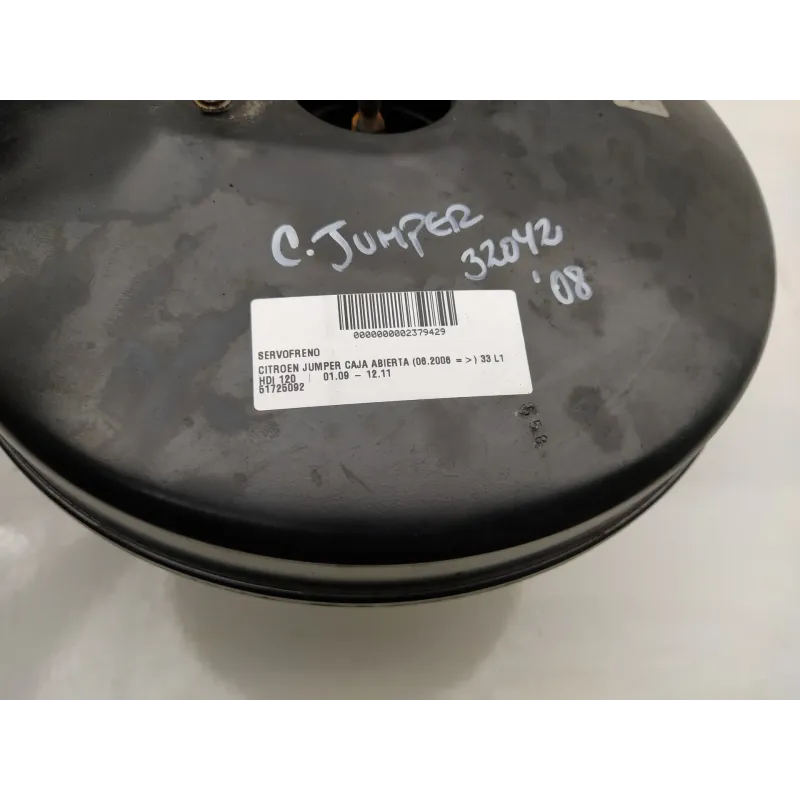 C. JUMPER
32042
'08
0000000002379429
SERVOFRENO
CITROEN JUMPER CAJA ABIERTA (06.2006 =>) 33 L1
HDI 120 | 01.09 - 12.11
51725092